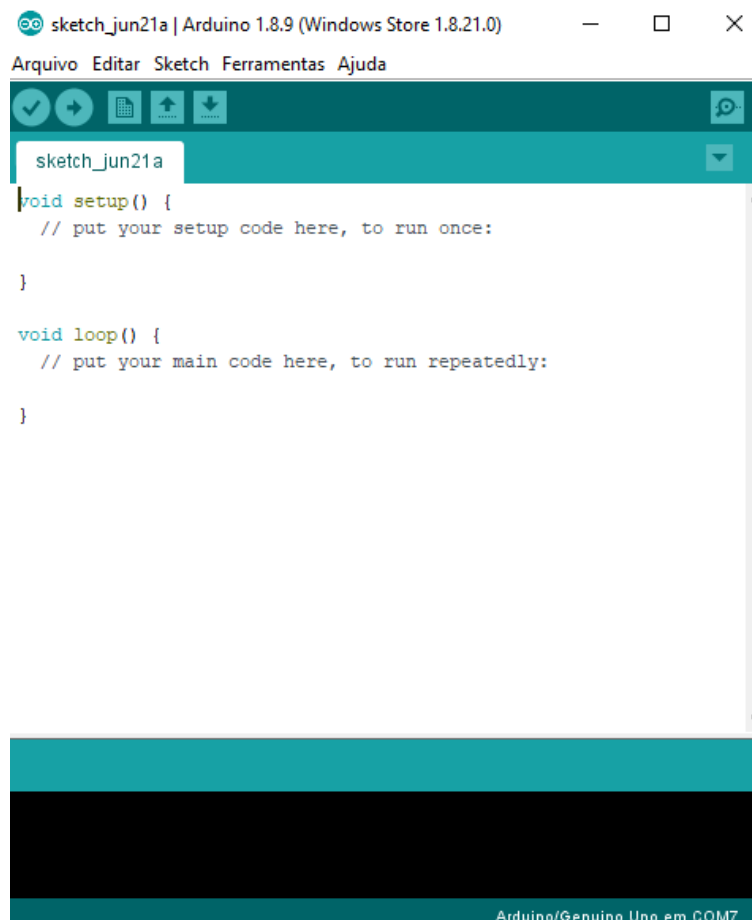 sketch_jun21a | Arduino 1.8.9 (Windows Store 1.8.21.0)
Arquivo Editar Sketch Ferramentas Ajuda
sketch_jun21a
void setup() {
  // put your setup code here, to run once:
}
void loop() {
  // put your main code here, to run repeatedly:
}
Arduino/Genuino Uno em COM7